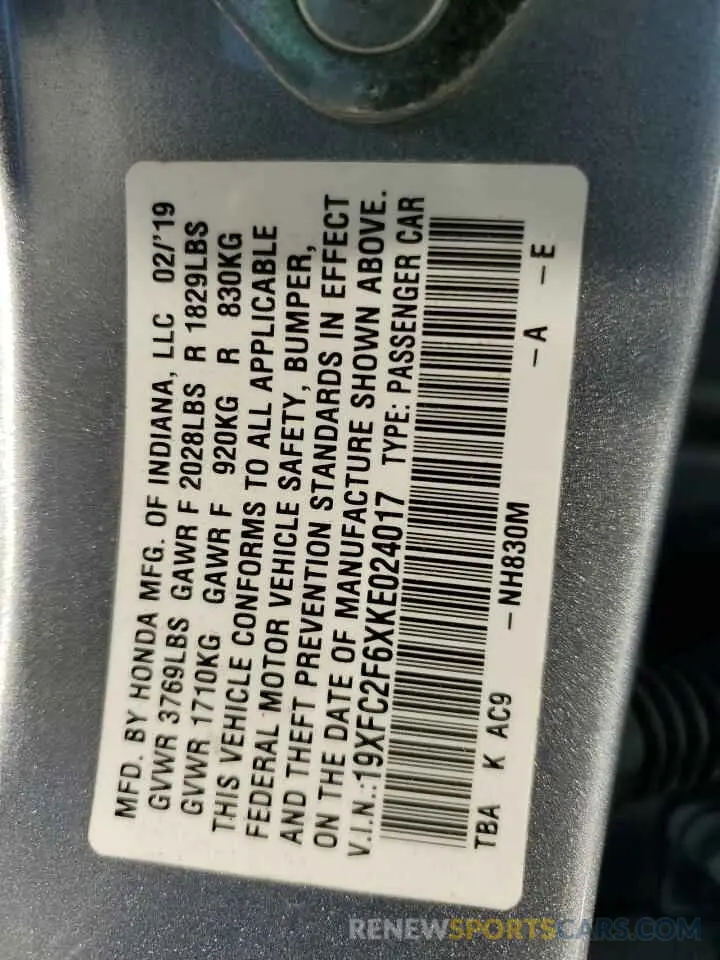 MFD. BY HONDA MFG. OF INDIANA, LLC 02/'19
GVWR 3769LBS GAWR F 2028LBS R 1829LBS
GVWR 1710KG GAWR F 920KG R 830KG
THIS VEHICLE CONFORMS TO ALL APPLICABLE
FEDERAL MOTOR VEHICLE SAFETY, BUMPER,
AND THEFT PREVENTION STANDARDS IN EFFECT
ON THE DATE OF MANUFACTURE SHOWN ABOVE.
V.I.N.:19XFC2F6XKE024017 TYPE: PASSENGER CAR
TBA K AC9 -NH830M -A -E
RENEWSPORTSCARS.COM